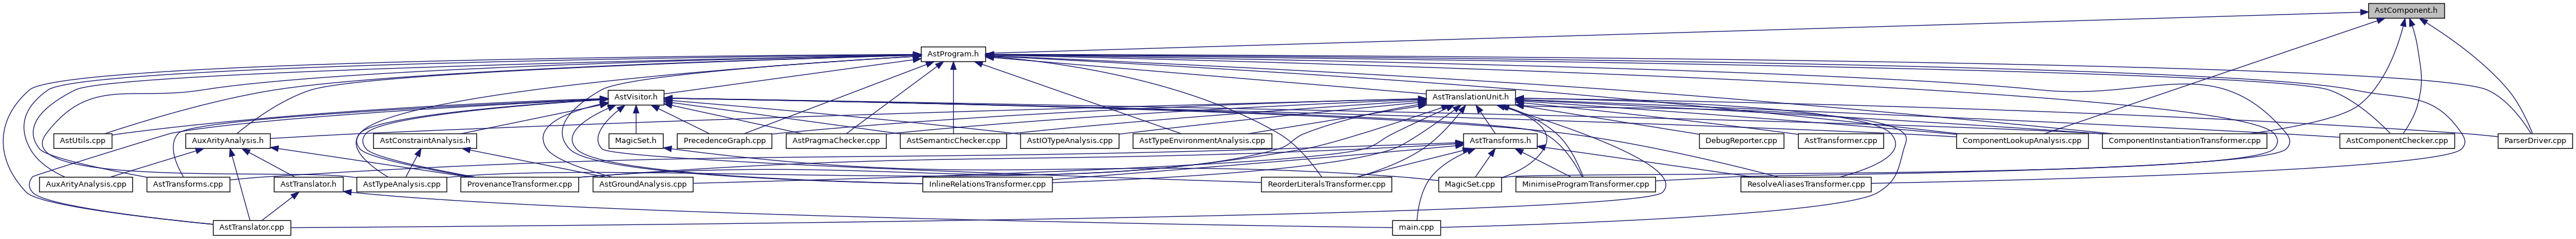 AstComponent.h
AstProgram.h
AstVisitor.h
AstTranslationUnit.h
AstUtils.cpp
AuxArityAnalysis.h
AstConstraintAnalysis.h
MagicSet.h
PrecedenceGraph.cpp
AstPragmaChecker.cpp
AstSemanticChecker.cpp
AstIOTypeAnalysis.cpp
AstTypeEnvironmentAnalysis.cpp
AstTransforms.h
DebugReporter.cpp
AstTransformer.cpp
ComponentLookupAnalysis.cpp
ComponentInstantiationTransformer.cpp
AstComponentChecker.cpp
ParserDriver.cpp
AuxArityAnalysis.cpp
AstTransforms.cpp
AstTranslator.h
AstTypeAnalysis.cpp
ProvenanceTransformer.cpp
AstGroundAnalysis.cpp
InlineRelationsTransformer.cpp
ReorderLiteralsTransformer.cpp
MagicSet.cpp
MinimiseProgramTransformer.cpp
ResolveAliasesTransformer.cpp
AstTranslator.cpp
main.cpp